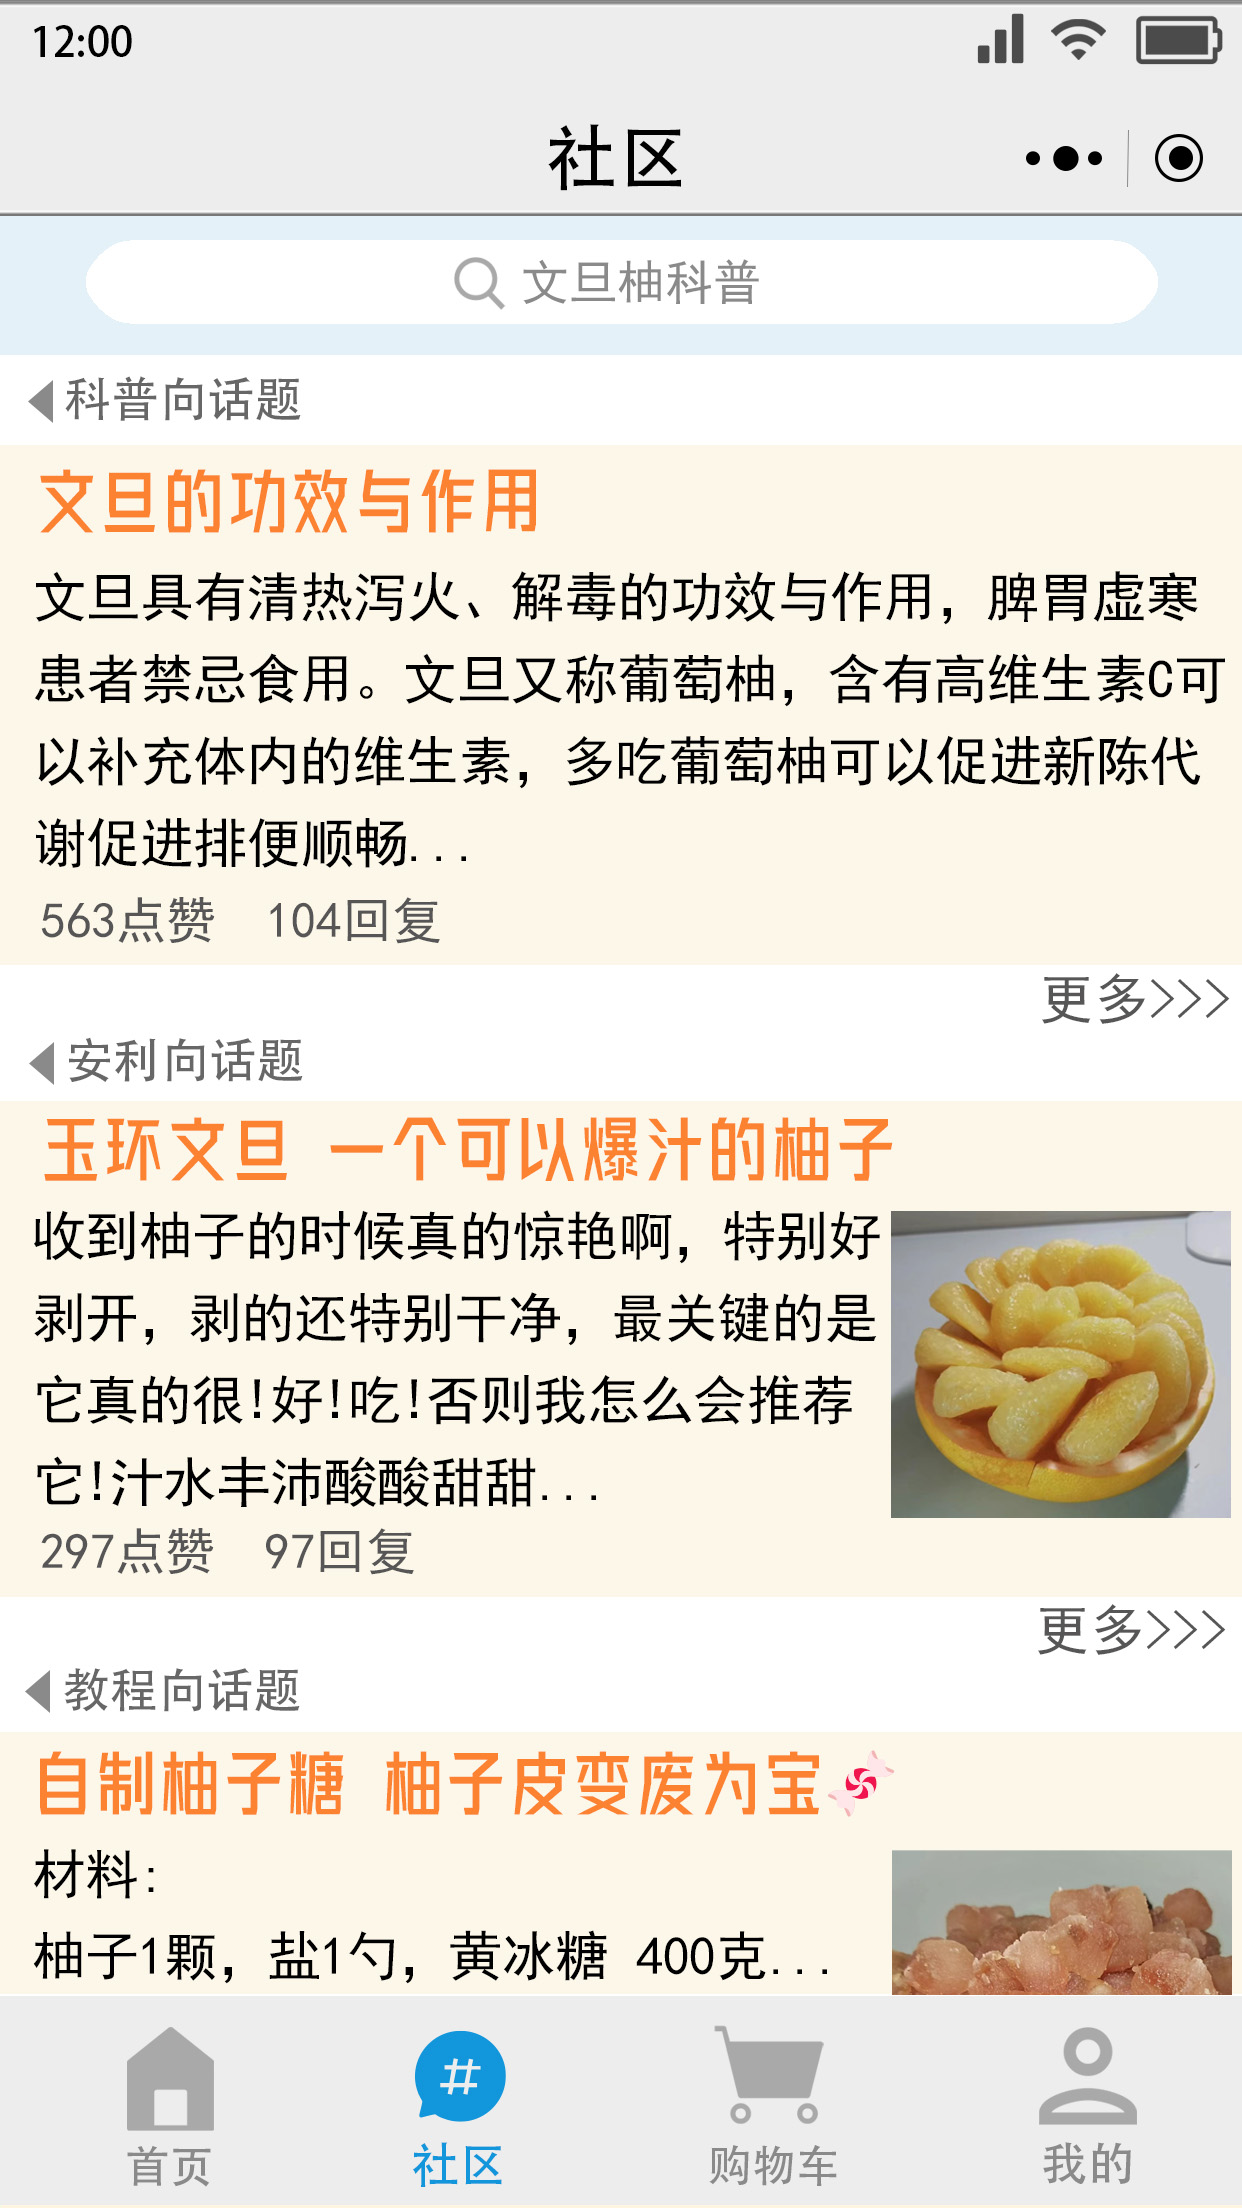 12:00
社区
文旦柚科普
科普向话题
文旦的功效与作用
文旦具有清热泻火、解毒的功效与作用，脾胃虚寒
患者禁忌食用。文旦又称葡萄柚，含有高维生素C可
以补充体内的维生素，多吃葡萄柚可以促进新陈代
谢促进排便顺畅...
563点赞 104回复
更多>>>
安利向话题
玉环文旦 一个可以爆汁的柚子
收到柚子的时候真的惊艳啊，特别好
剥开，剥的还特别干净，最关键的是
它真的很!好!吃!否则我怎么会推荐
它!汁水丰沛酸酸甜甜...
297点赞 97回复
更多>>>
教程向话题
自制柚子糖 柚子皮变废为宝🍬
材料:
柚子1颗，盐1勺，黄冰糖 400克...
#
首页 社区 购物车 我的